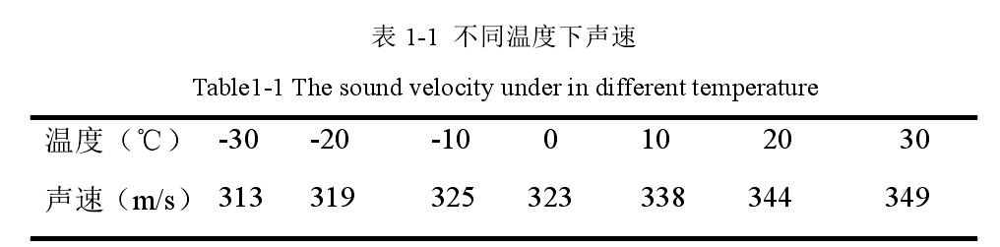 表 1-1 不同温度下声速
Table1-1 The sound velocity under in different temperature
温度（℃） -30 -20 -10 0 10 20 30
声速（m/s） 313 319 325 323 338 344 349